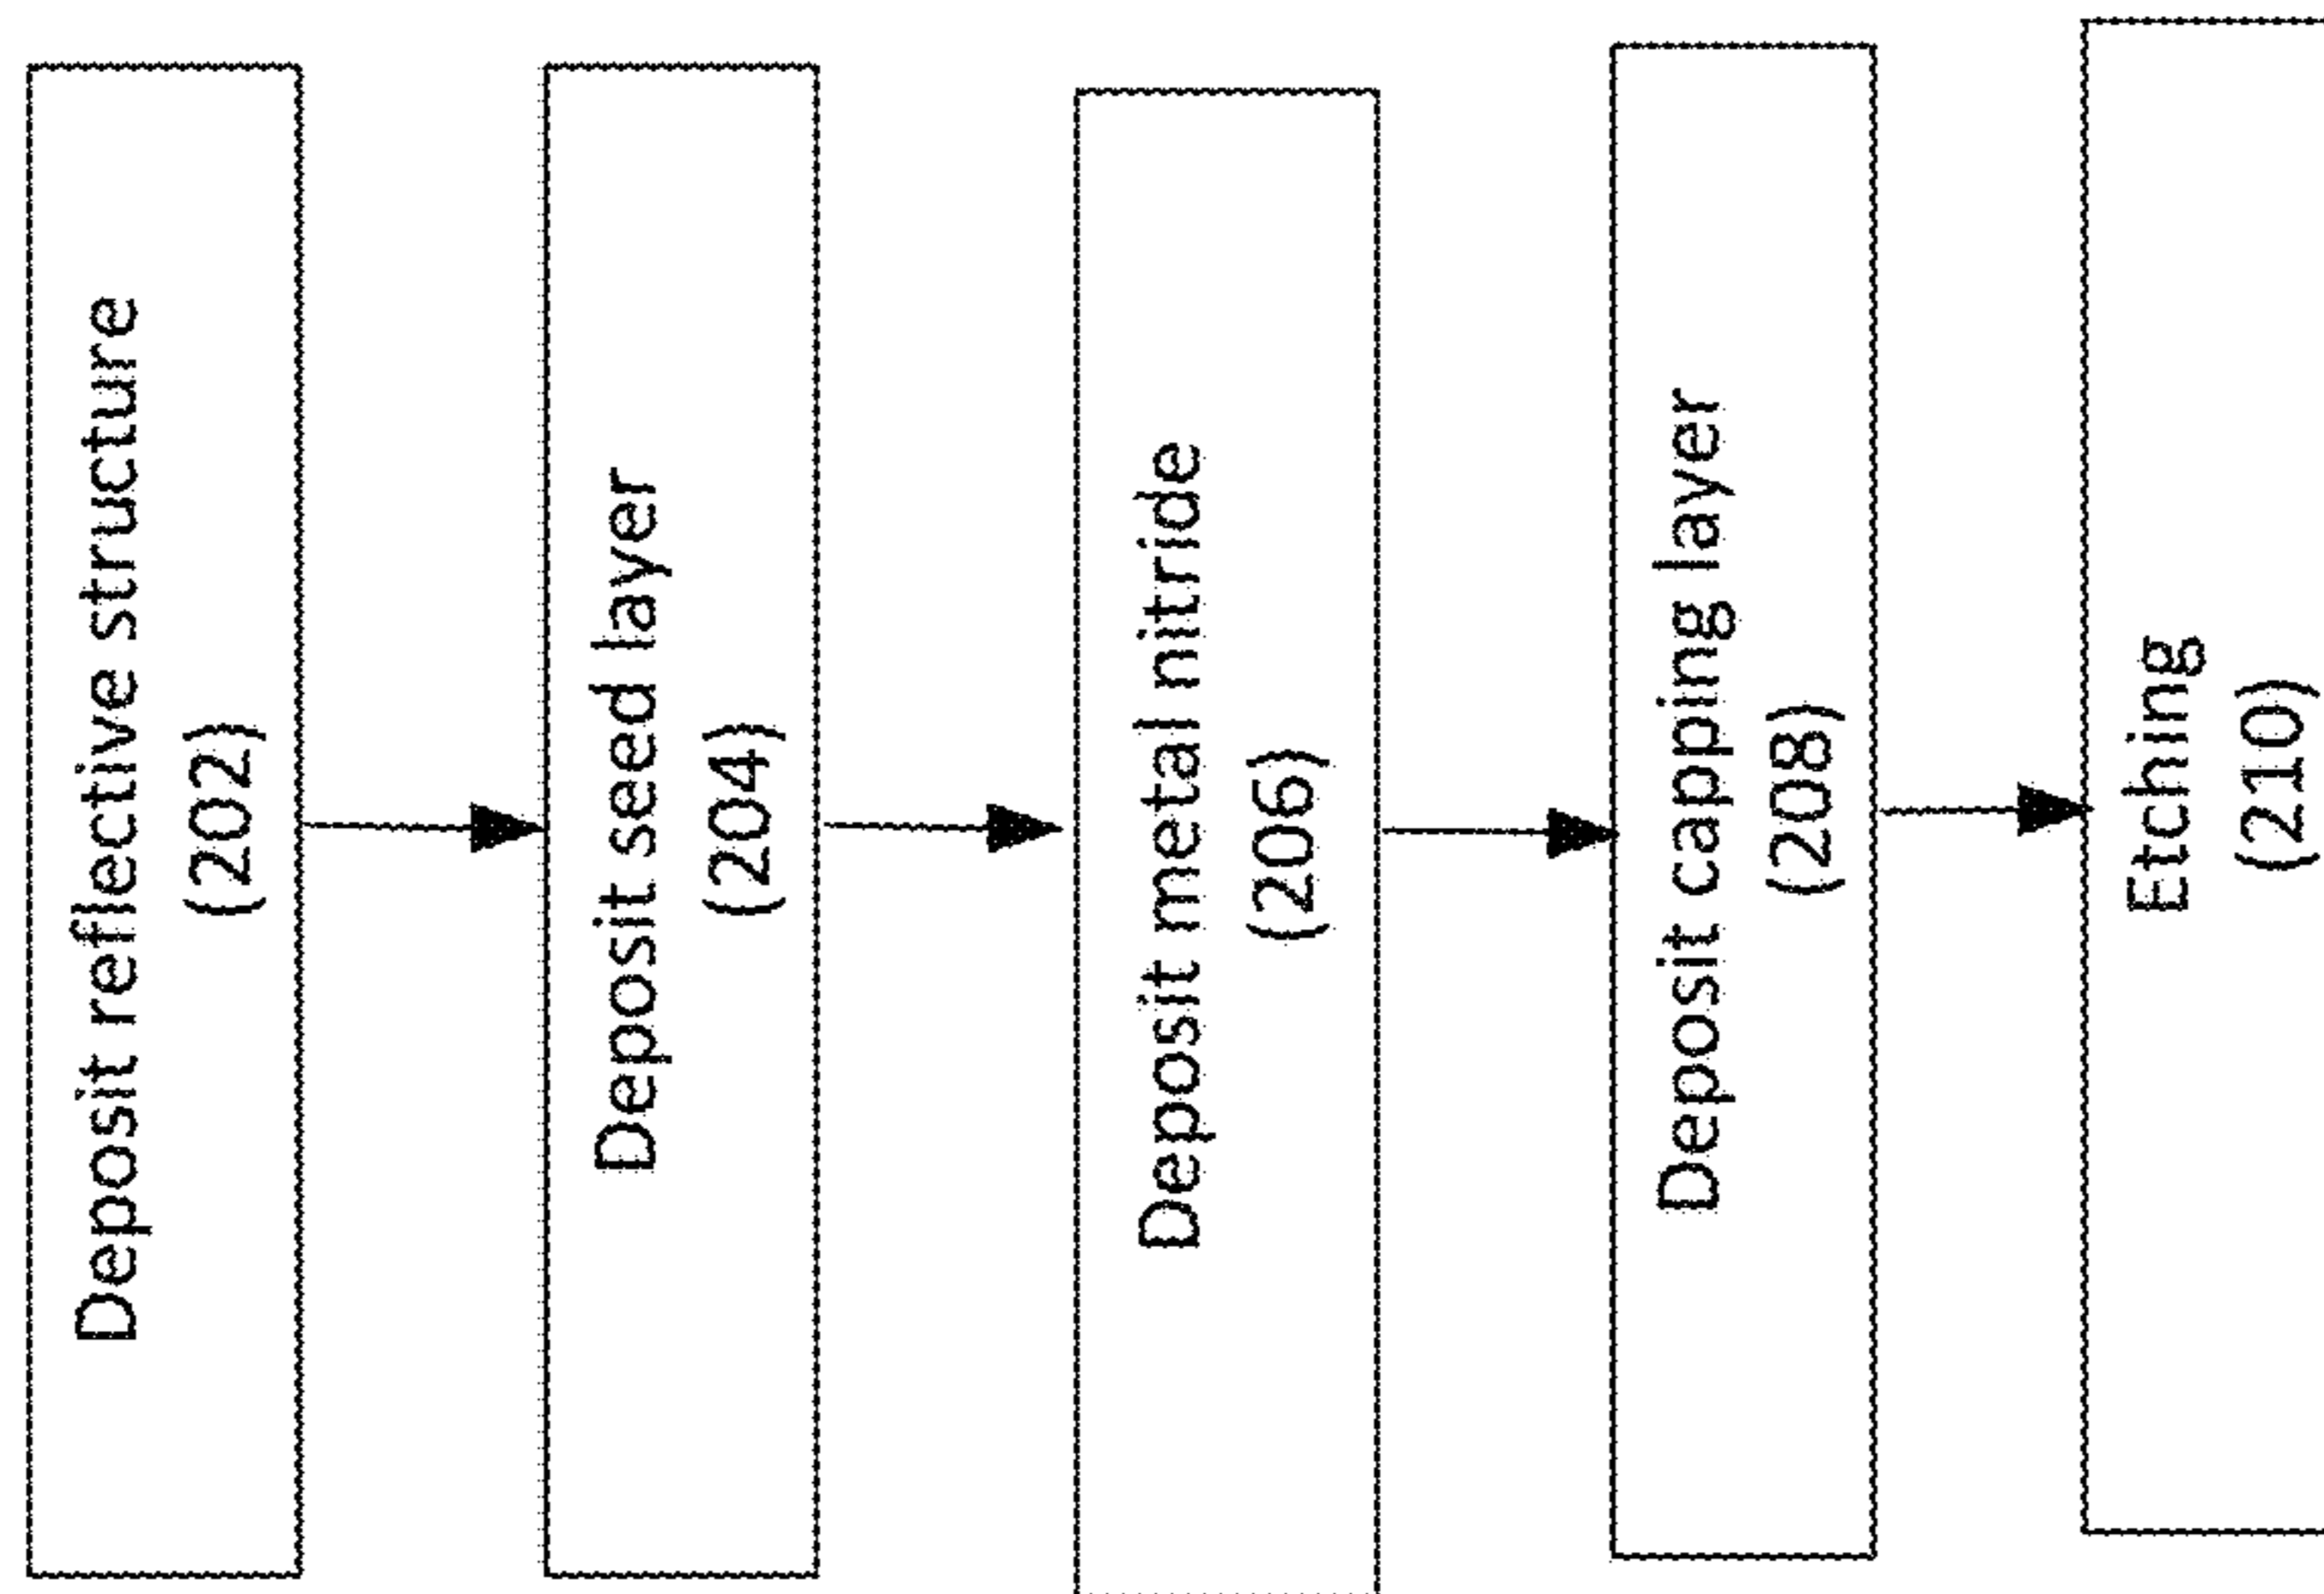 Deposit reflective structure
(202)
Deposit seed layer
(204)
Deposit metal nitride
(206)
Deposit capping layer
(208)
Etching
(210)